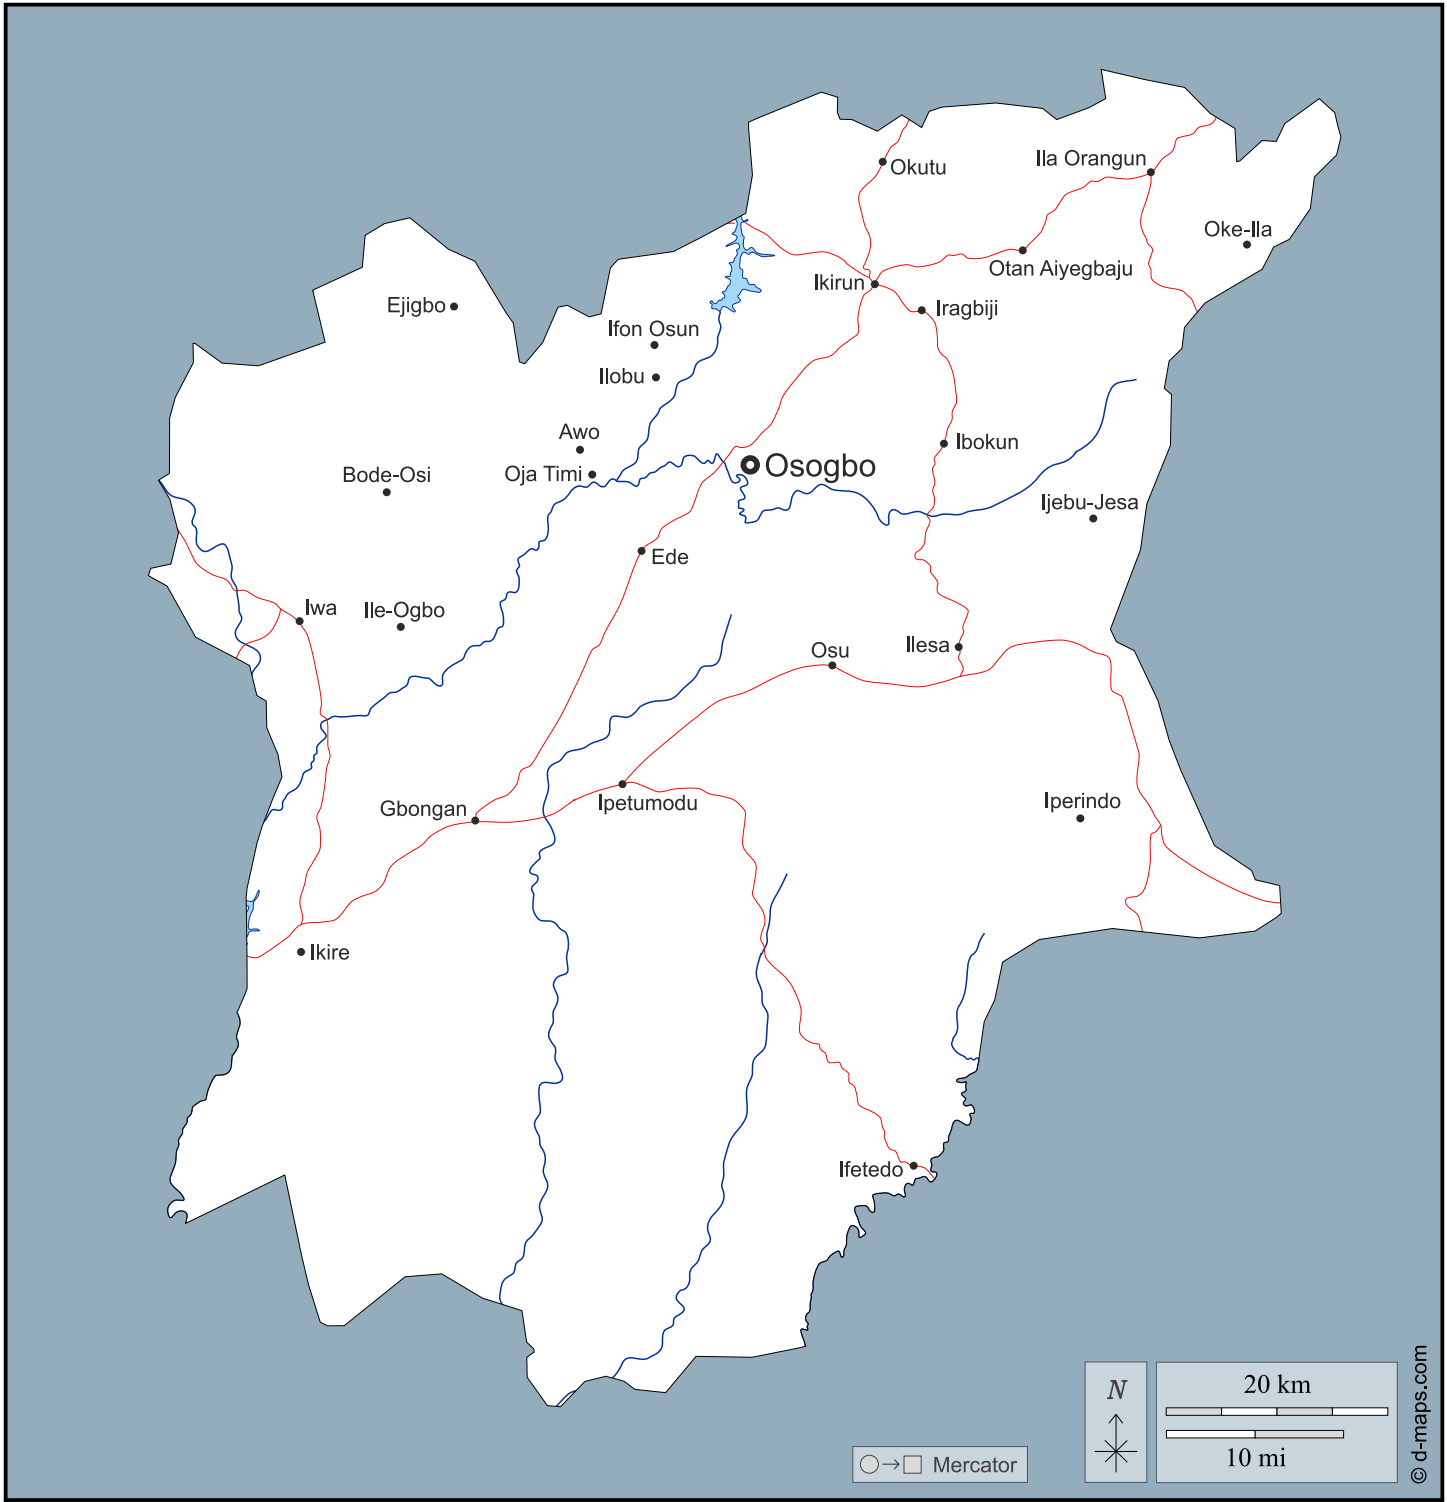 Okutu
Ila Orangun
Oke-Ila
Otan Aiyegbaju
Ikirun
Iragbiji
Ejigbo
Ifon Osun
Ilobu
Awo
Ibokun
Oja Timi
Osogbo
Bode-Osi
Ijebu-Jesa
Ede
Iwa
Ile-Ogbo
Osu
Ilesa
Gbongan
Ipetumodu
Iperindo
Ikire
Ifetedo
N
20 km
10 mi
Mercator
© d-maps.com